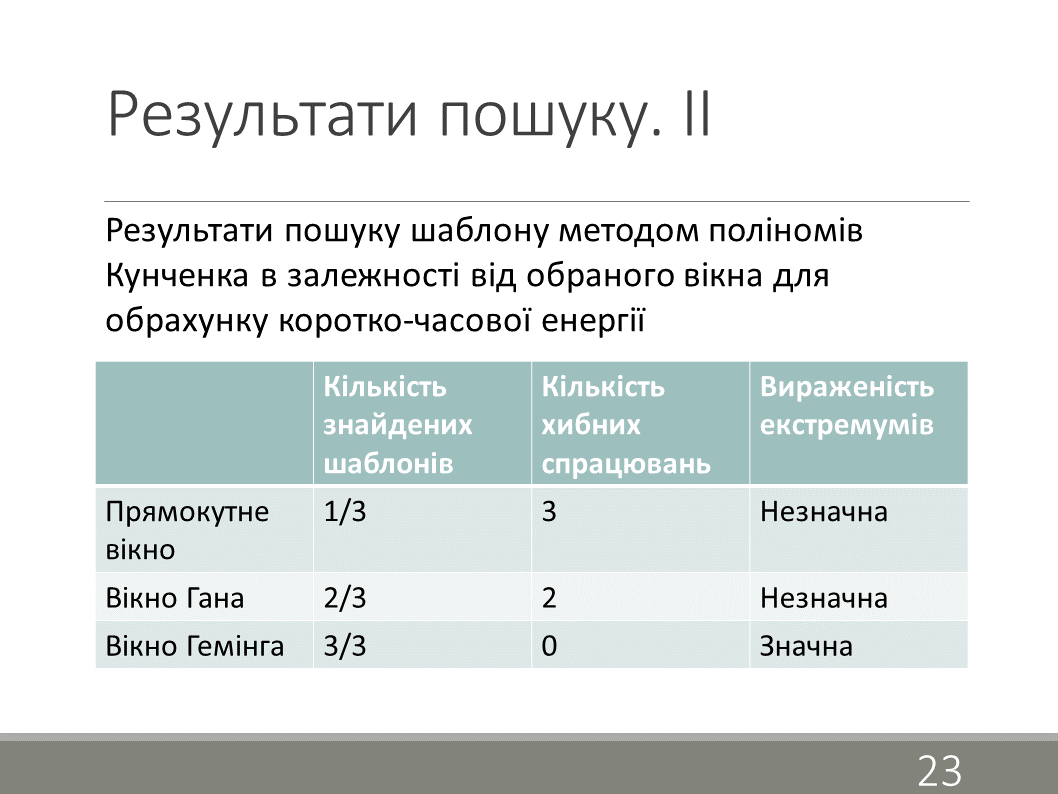 Результати пошуку. II
Результати пошуку шаблону методом поліномів
Кунченка в залежності від обраного вікна для
обрахунку коротко-часової енергії
Кількість знайдених шаблонів
Кількість хибних спрацювань
Вираженість екстремумів
Прямокутне вікно
1/3
3
Незначна
Вікно Гана
2/3
2
Незначна
Вікно Гемінга
3/3
0
Значна
23